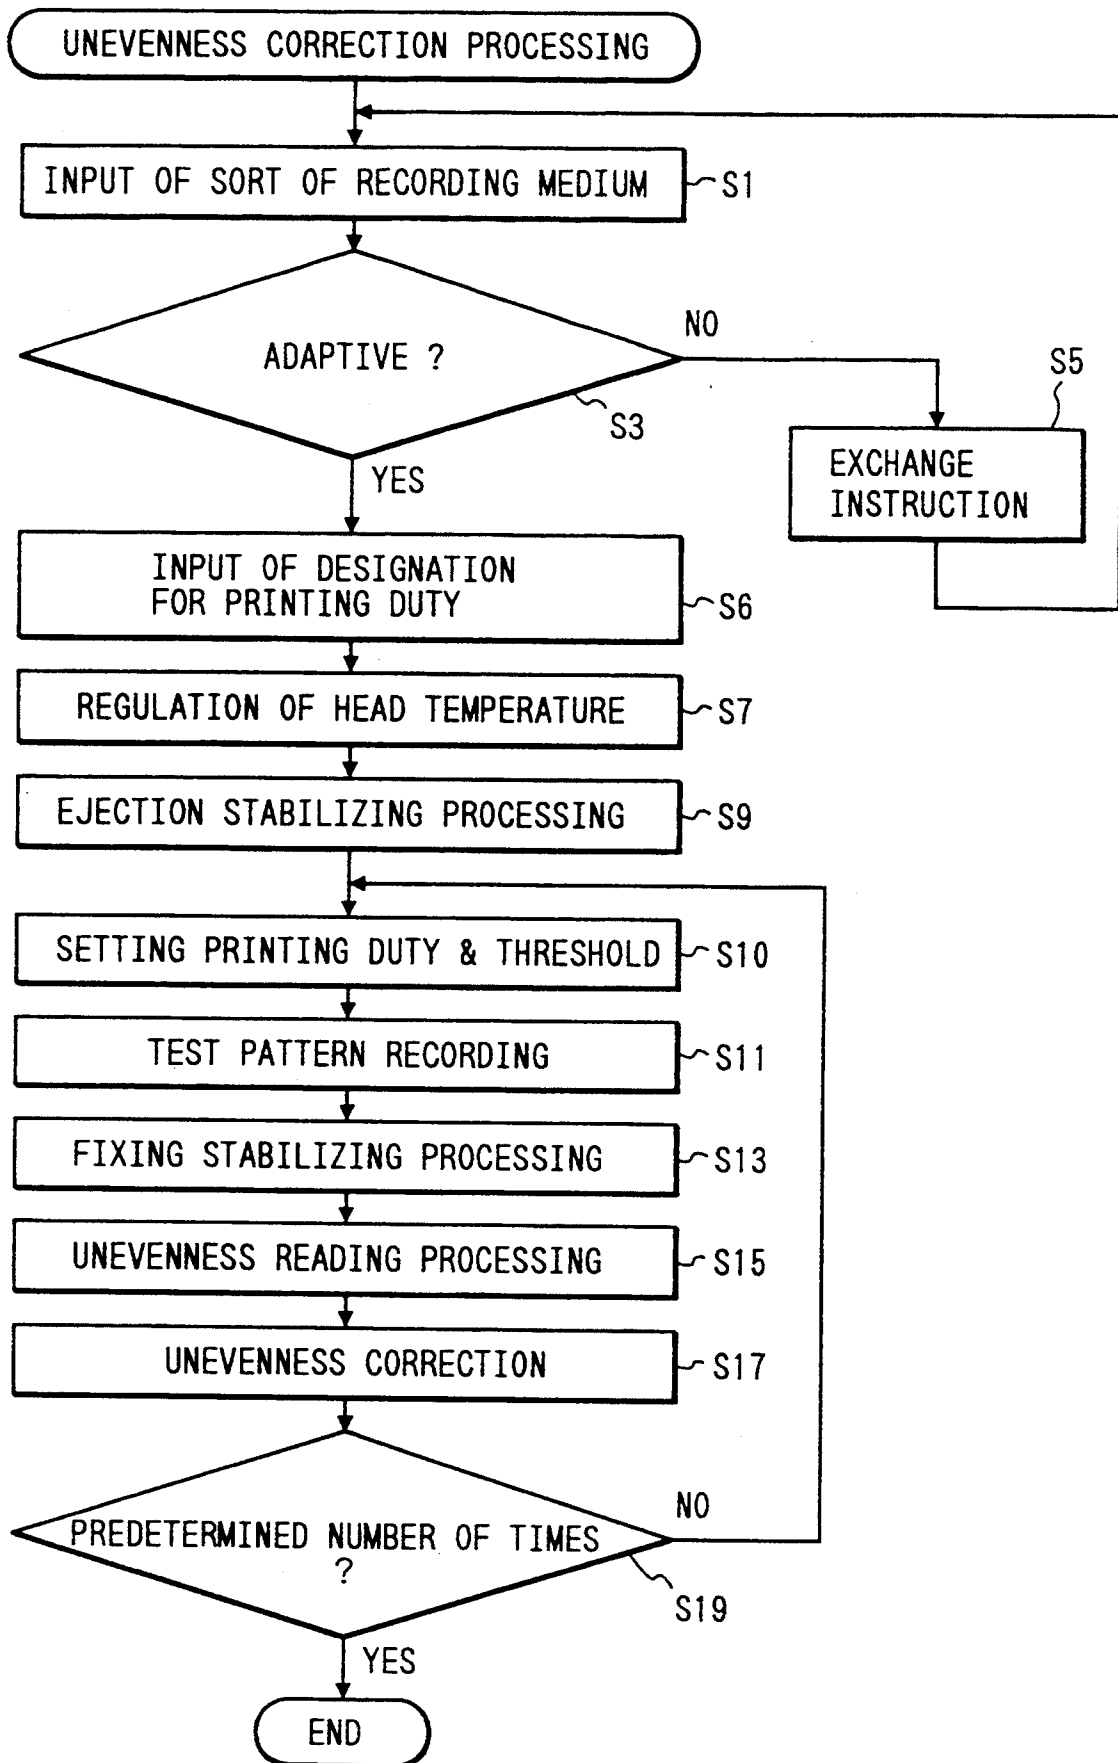 UNEVENNESS CORRECTION PROCESSING
INPUT OF SORT OF RECORDING MEDIUM
S1
ADAPTIVE ?
NO
S3
S5
EXCHANGE
INSTRUCTION
YES
INPUT OF DESIGNATION
FOR PRINTING DUTY
S6
REGULATION OF HEAD TEMPERATURE
S7
EJECTION STABILIZING PROCESSING
S9
SETTING PRINTING DUTY & THRESHOLD
S10
TEST PATTERN RECORDING
S11
FIXING STABILIZING PROCESSING
S13
UNEVENNESS READING PROCESSING
S15
UNEVENNESS CORRECTION
S17
PREDETERMINED NUMBER OF TIMES
?
NO
S19
YES
END